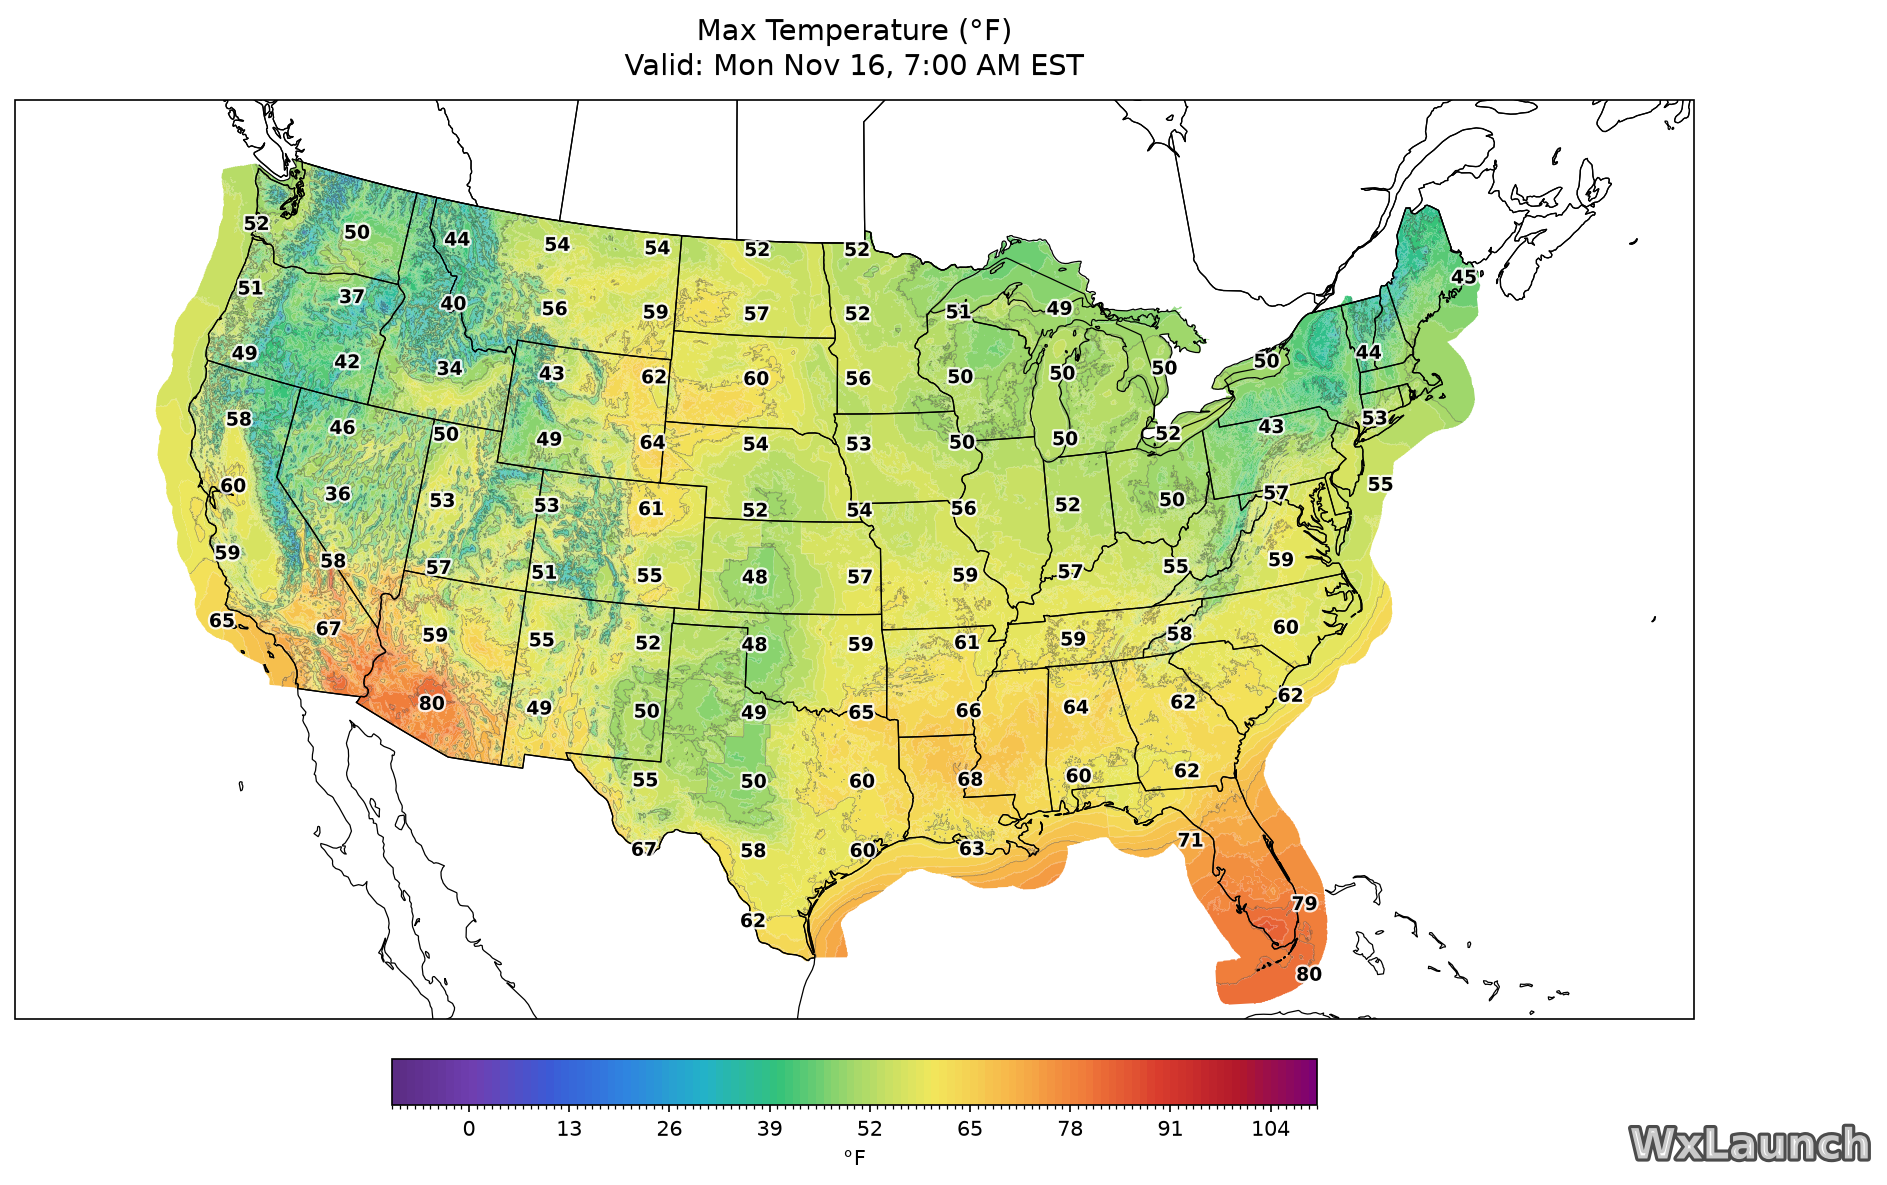 Max Temperature (°F)
Valid: Mon Nov 16, 7:00 AM EST
52 50 44 54 54 52 52
51 37 40 56 59 57 52 51 49 45
49 42 34 43 62 60 56 50 50 50 50 44
58 46 50 49 64 54 53 50 50 52 43 53
60 36 53 53 61 52 54 56 52 50 57 55
59 58 57 51 55 48 57 59 57 55 59
65 67 59 55 52 48 59 61 59 58 60
80 49 50 49 65 66 64 62 62
55 50 60 68 60 62
67 58 60 63 71
62 79
80
0 13 26 39 52 65 78 91 104
°F
WxLaunch